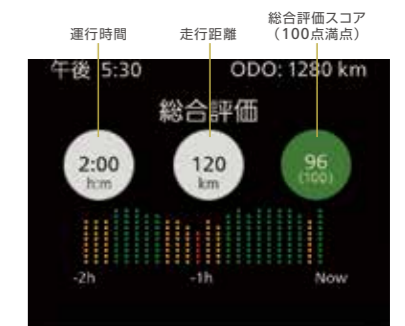 総合評価スコア
運行時間 走行距離 (100点満点)
午後 5:30 ODO: 1280 km
総合評価
2:00 120 96
h:m km (100)
-2h -1h Now